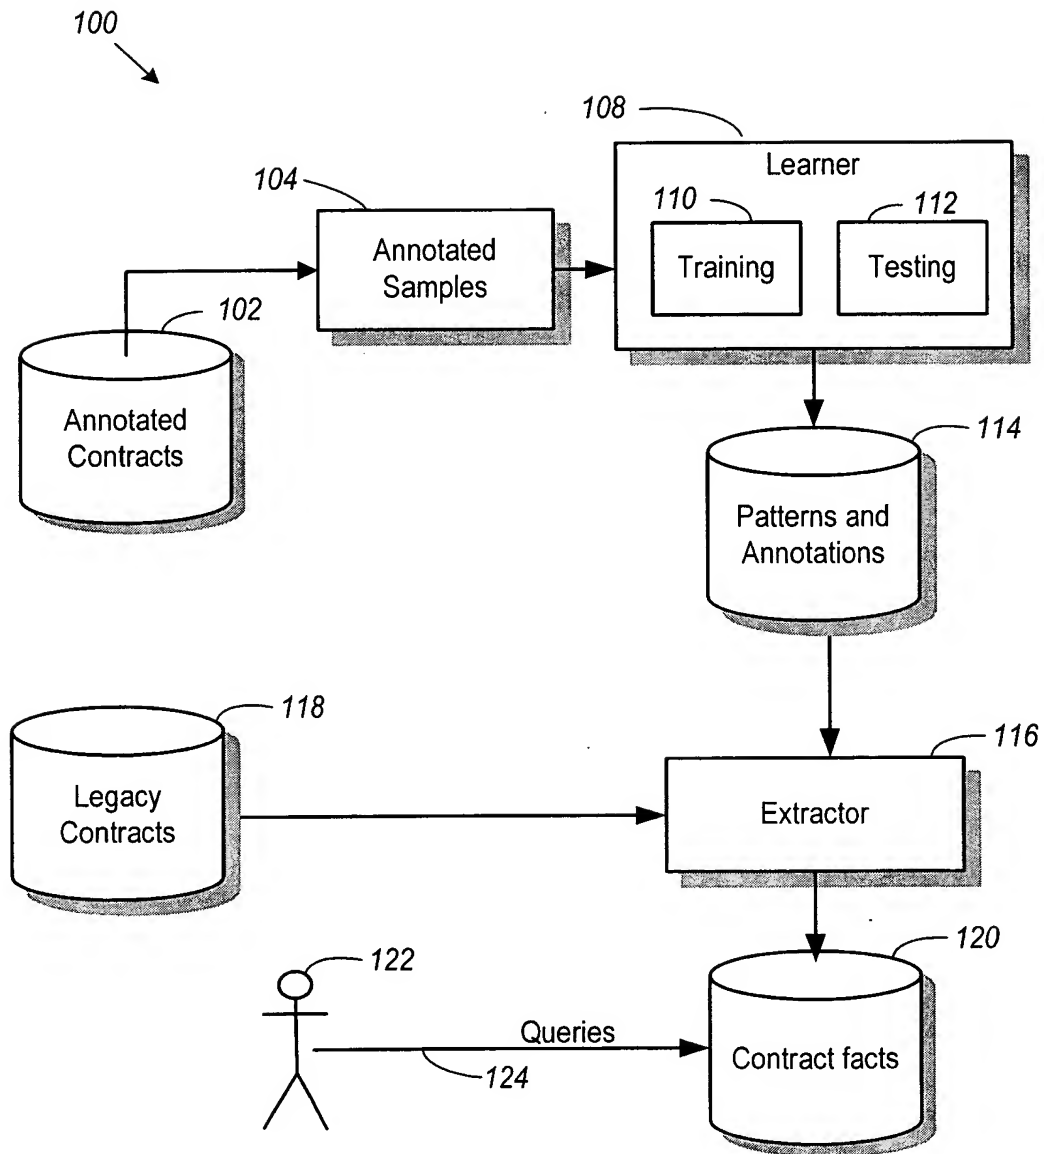 100
108
Learner
104
110
112
Annotated
Samples
Training
Testing
102
Annotated
Contracts
114
Patterns and
Annotations
118
116
Legacy
Contracts
Extractor
120
122
Queries
124
Contract facts